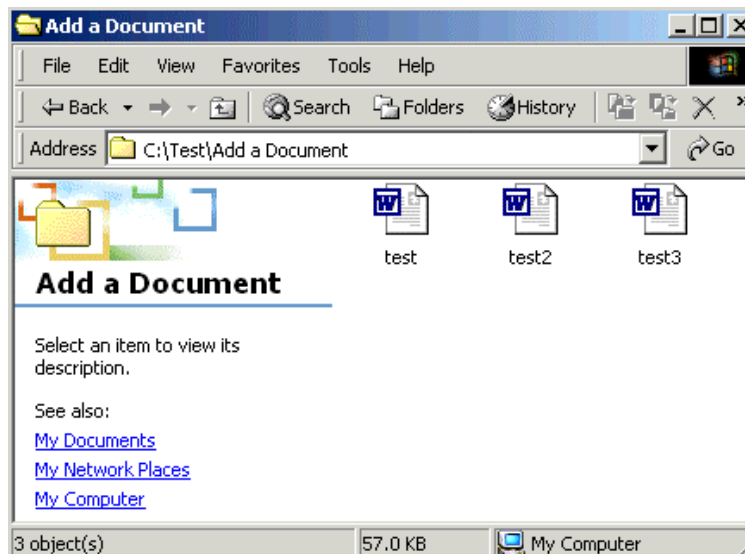 Add a Document
File Edit View Favorites Tools Help
Back Search Folders History »
Address C:\Test\Add a Document Go
W W W
test test2 test3
Add a Document
Select an item to view its
description.
See also:
My Documents
My Network Places
My Computer
3 object(s) 57.0 KB My Computer